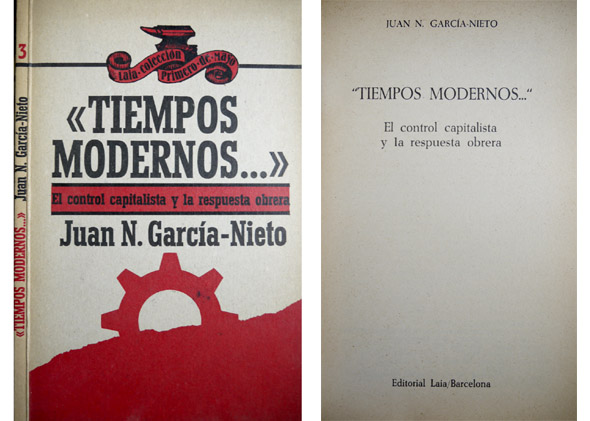 3
Juan N. García-Nieto
«TIEMPOS MODERNOS...»
Laia·colección
Primero·de·Mayo
«TIEMPOS
MODERNOS...»
El control capitalista y la respuesta obrera
Juan N. García-Nieto
JUAN N. GARCÍA-NIETO
"TIEMPOS MODERNOS..."
El control capitalista
y la respuesta obrera
Editorial Laia/Barcelona